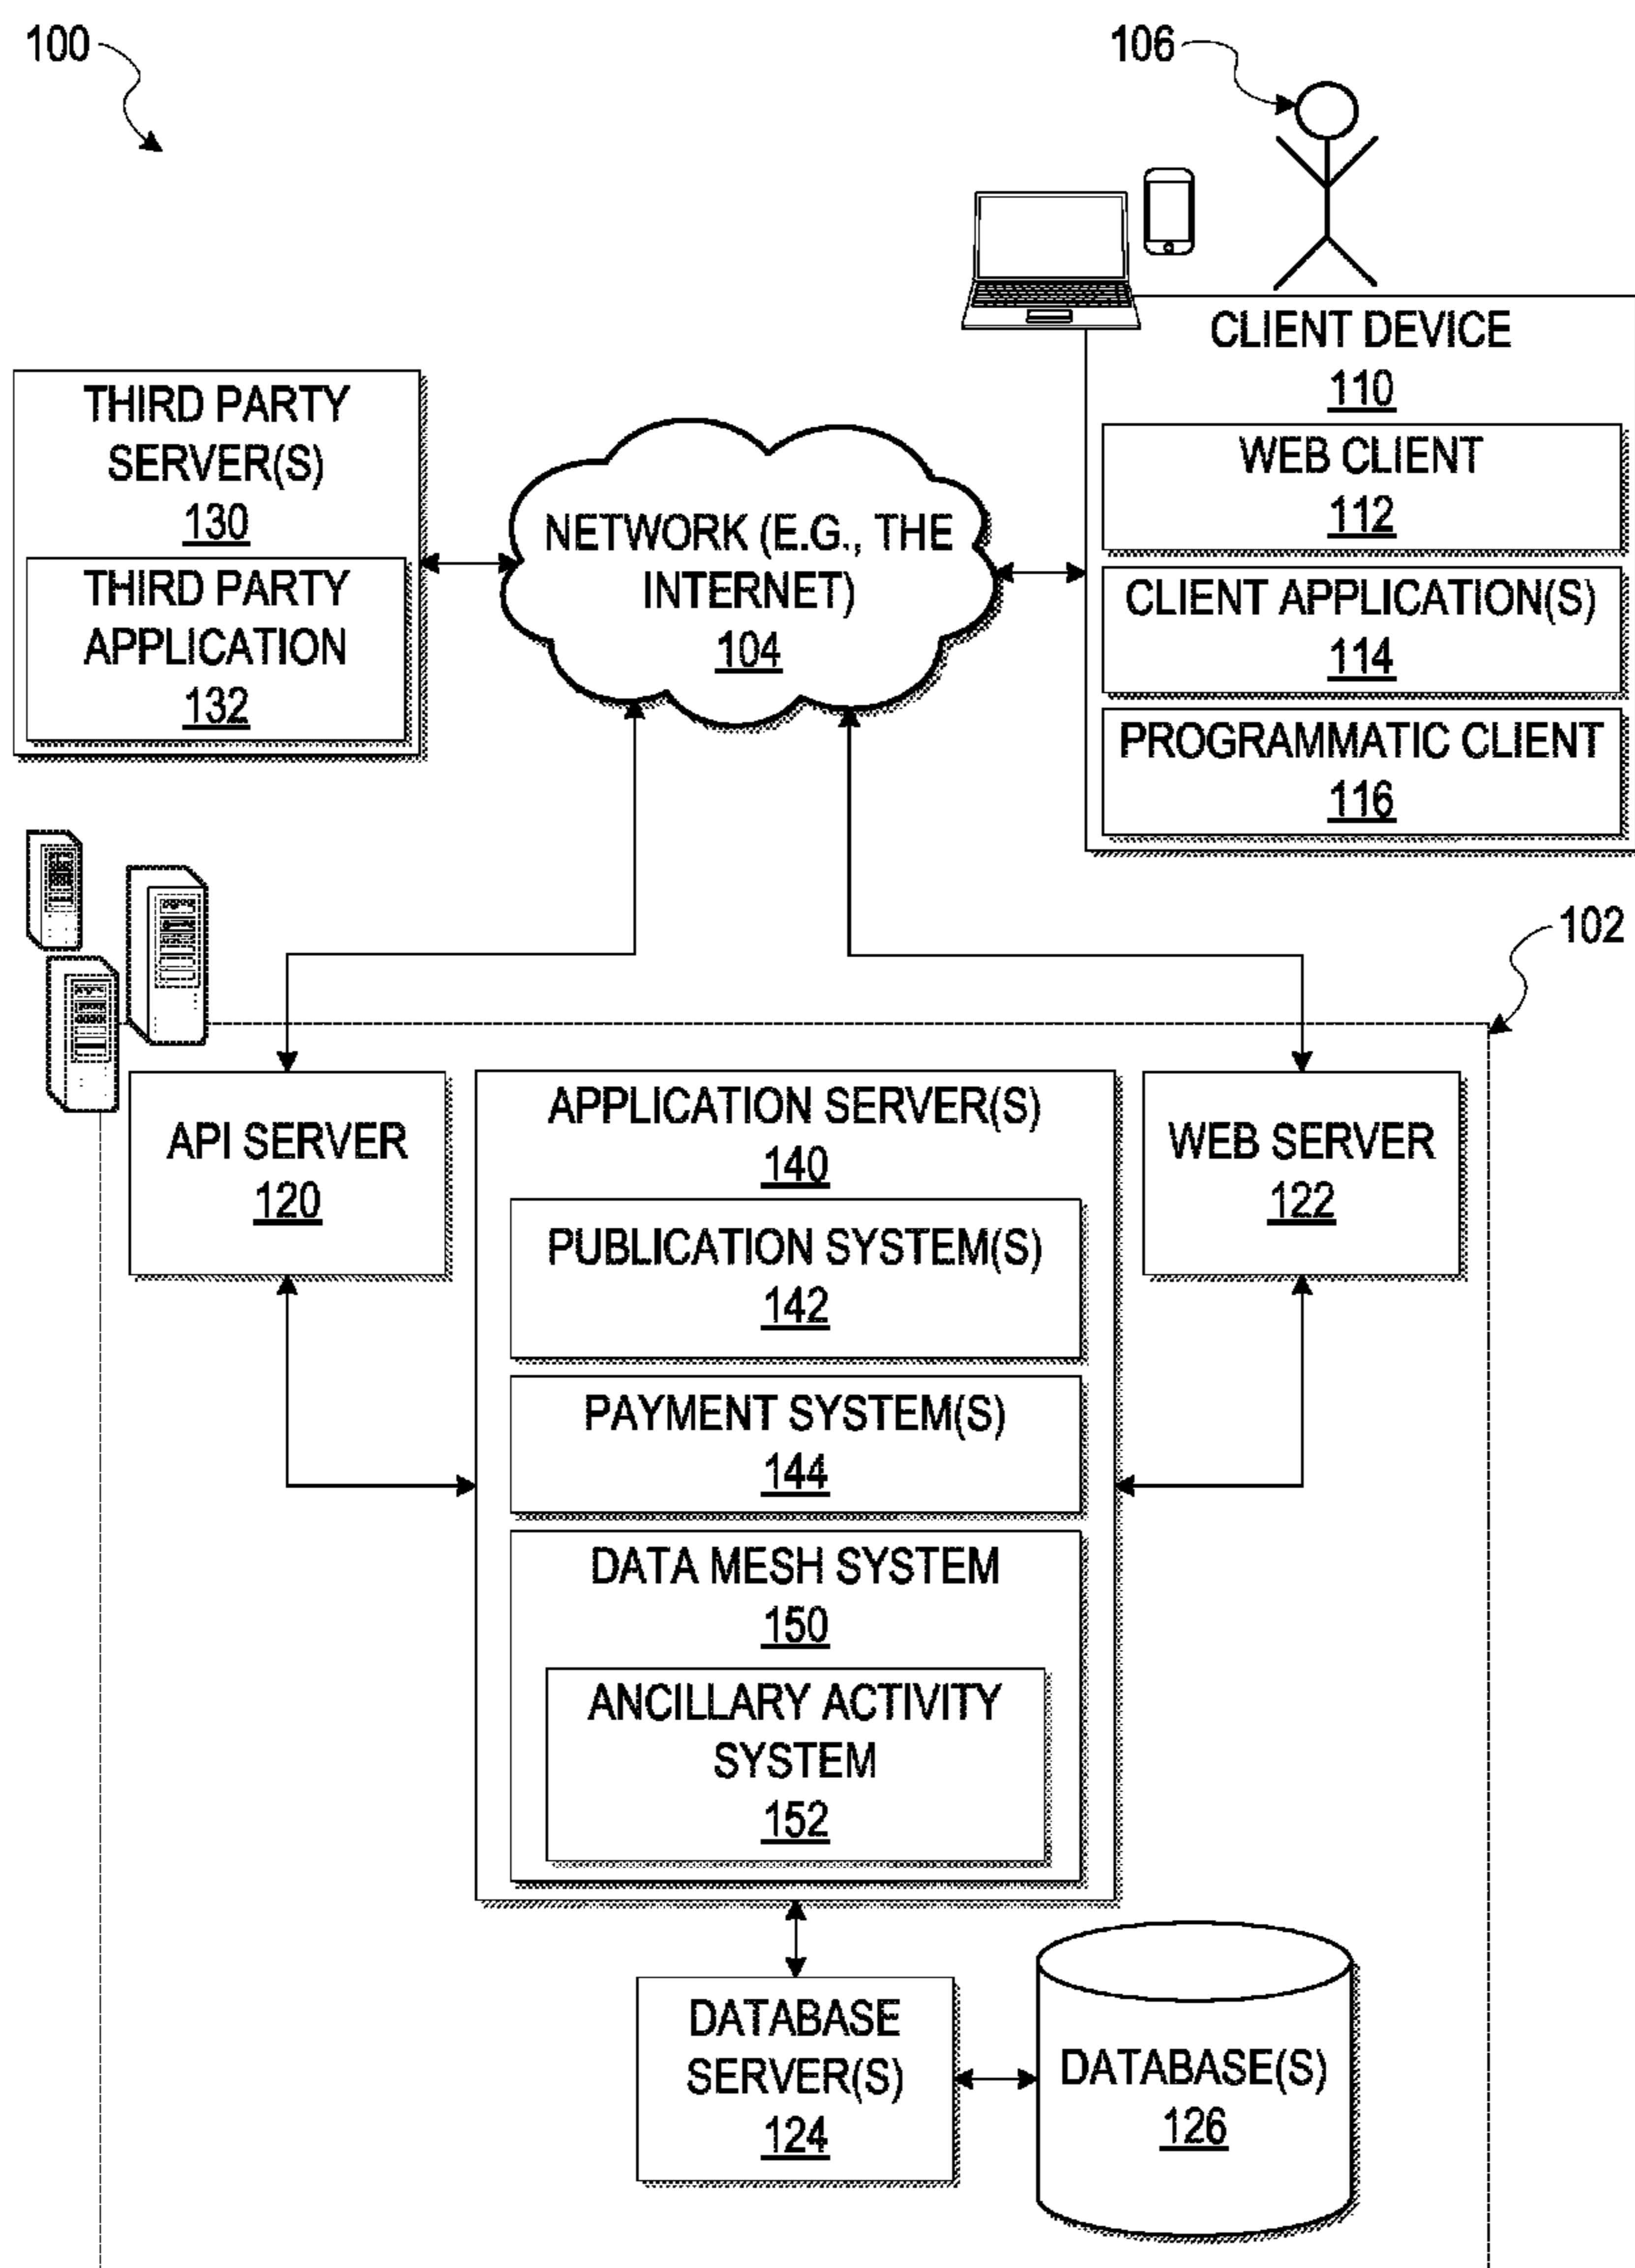 100
106
CLIENT DEVICE
110
WEB CLIENT
112
CLIENT APPLICATION(S)
114
PROGRAMMATIC CLIENT
116
THIRD PARTY
SERVER(S)
130
THIRD PARTY
APPLICATION
132
NETWORK (E.G., THE
INTERNET)
104
102
API SERVER
120
APPLICATION SERVER(S)
140
PUBLICATION SYSTEM(S)
142
PAYMENT SYSTEM(S)
144
DATA MESH SYSTEM
150
ANCILLARY ACTIVITY
SYSTEM
152
WEB SERVER
122
DATABASE
SERVER(S)
124
DATABASE(S)
126